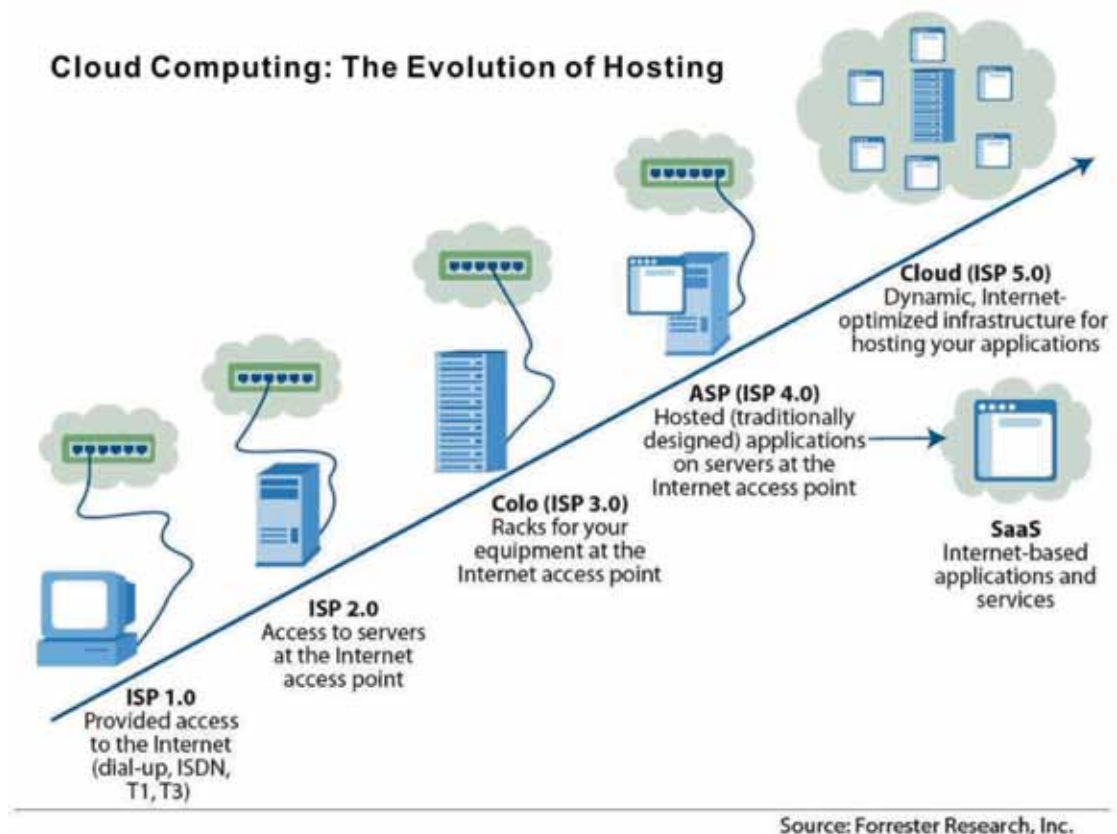 Cloud Computing: The Evolution of Hosting
Cloud (ISP 5.0)
Dynamic, Internet-
optimized infrastructure for
hosting your applications
ASP (ISP 4.0)
Hosted (traditionally
designed) applications
on servers at the
Internet access point
SaaS
Internet-based
applications and
services
Colo (ISP 3.0)
Racks for your
equipment at the
Internet access point
ISP 2.0
Access to servers
at the Internet
access point
ISP 1.0
Provided access
to the Internet
(dial-up, ISDN,
T1, T3)
Source: Forrester Research, Inc.